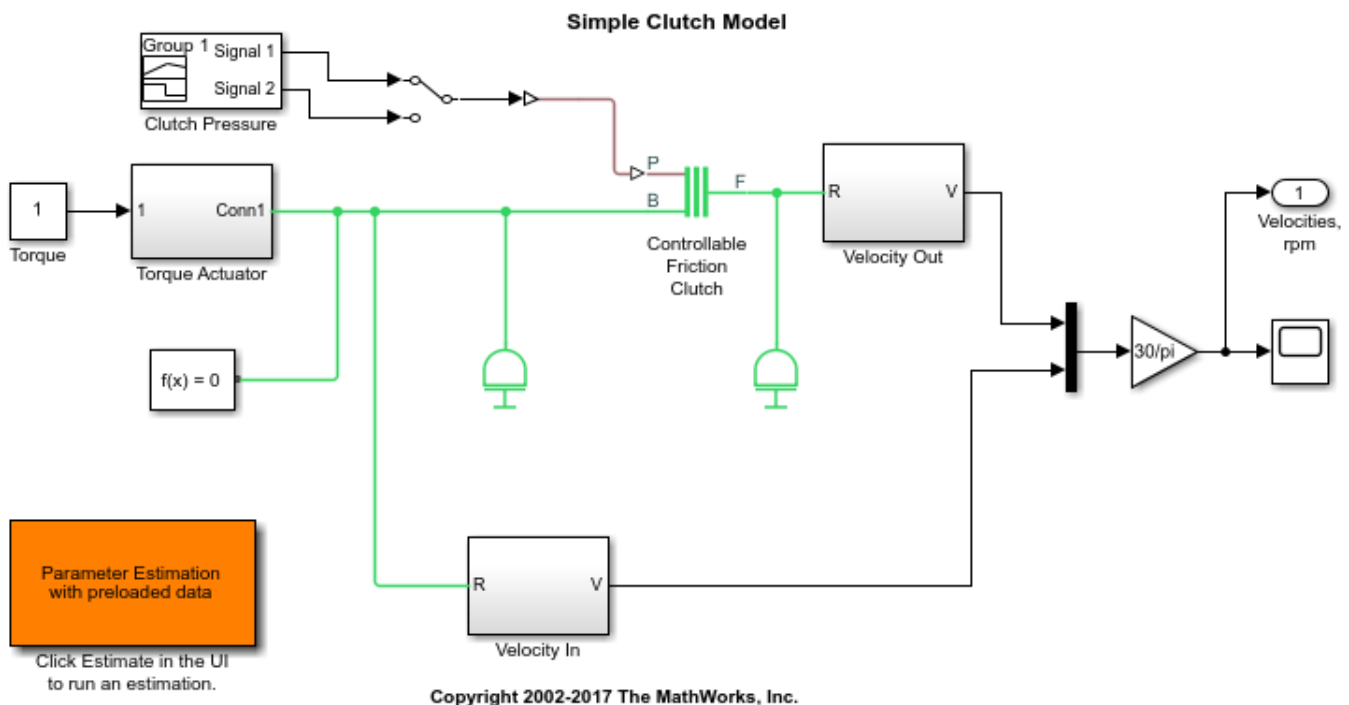 Simple Clutch Model
Group 1
Signal 1
Signal 2
Clutch Pressure
P
B
F
R
V
Velocity Out
Controllable
Friction
Clutch
1
Torque
1
Conn1
Torque Actuator
1
Velocities,
rpm
30/pi
f(x) = 0
R
V
Velocity In
Parameter Estimation
with preloaded data
Click Estimate in the UI
to run an estimation.
Copyright 2002-2017 The MathWorks, Inc.